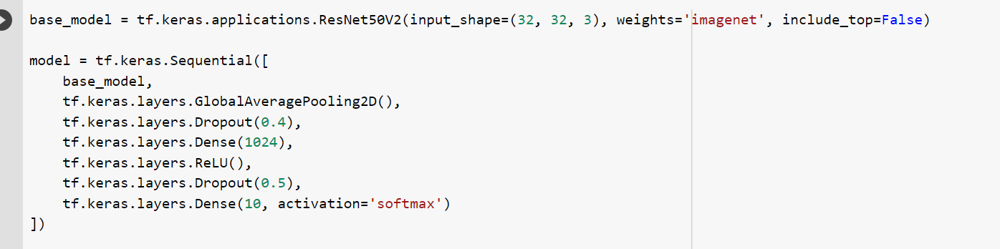 base_model = tf.keras.applications.ResNet50V2(input_shape=(32, 32, 3), weights='imagenet', include_top=False)

model = tf.keras.Sequential([
    base_model,
    tf.keras.layers.GlobalAveragePooling2D(),
    tf.keras.layers.Dropout(0.4),
    tf.keras.layers.Dense(1024),
    tf.keras.layers.ReLU(),
    tf.keras.layers.Dropout(0.5),
    tf.keras.layers.Dense(10, activation='softmax')
])